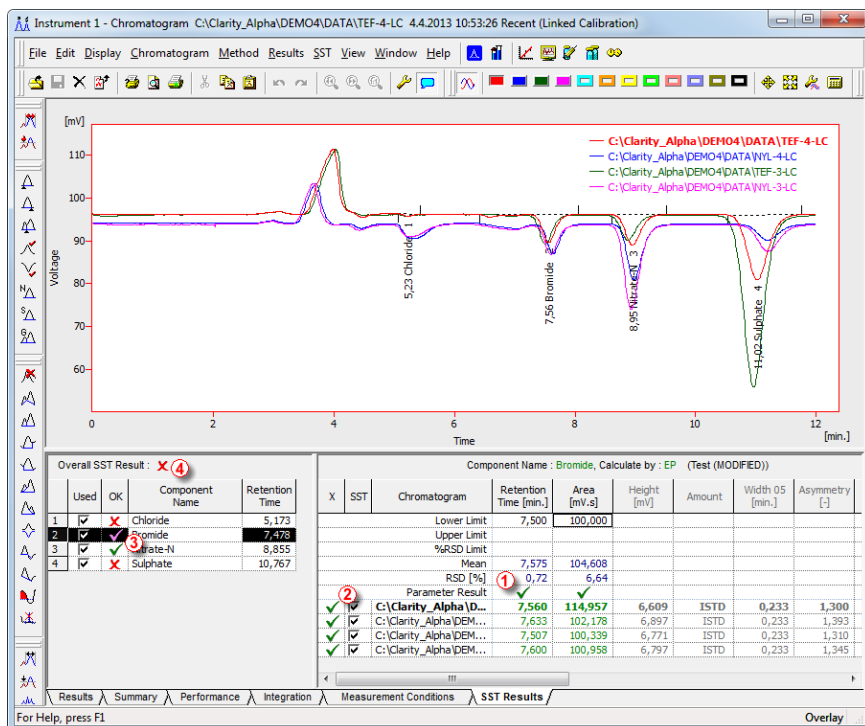 Instrument 1 - Chromatogram C:\Clarity_Alpha\DEMO4\DATA\TEF-4-LC 4.4.2013 10:53:26 Recent (Linked Calibration)
File Edit Display Chromatogram Method Results SST View Window Help
[mV]
C:\Clarity_Alpha\DEMO4\DATA\TEF-4-LC
C:\Clarity_Alpha\DEMO4\DATA\NYL-4-LC
C:\Clarity_Alpha\DEMO4\DATA\TEF-3-LC
C:\Clarity_Alpha\DEMO4\DATA\NYL-3-LC
110
100
90
80
70
60
Voltage
5,23 Chloride 1
7,56 Bromide 2
8,95 Nitrate-N 3
11,02 Sulphate 4
0 2 4 6 8 10 12
Time
[min.]
Overall SST Result : 4
Used OK Component Name Retention Time
1 Chloride 5,173
2 Bromide 7,478
3 Nitrate-N 8,855
4 Sulphate 10,767
3
Component Name : Bromide, Calculate by : EP (Test (MODIFIED))
X SST Chromatogram Retention Time [min.] Area [mV.s] Height [mV] Amount Width 05 [min.] Asymmetry [-]
Lower Limit 7,500 100,000
Upper Limit
%RSD Limit
Mean 7,575 104,608
RSD [%] 0,72 6,64
Parameter Result 1
2
C:\Clarity_Alpha\D... 7,560 114,957 6,609 ISTD 0,233 1,300
C:\Clarity_Alpha\DEM... 7,633 102,178 6,897 ISTD 0,233 1,393
C:\Clarity_Alpha\DEM... 7,507 100,339 6,771 ISTD 0,233 1,310
C:\Clarity_Alpha\DEM... 7,600 100,958 6,797 ISTD 0,233 1,345
Results Summary Performance Integration Measurement Conditions SST Results
For Help, press F1
Overlay